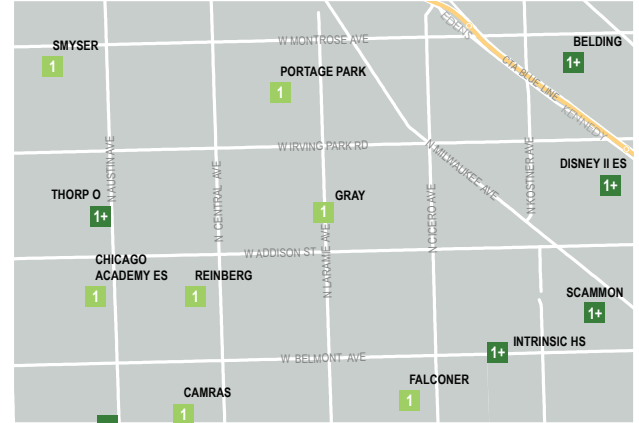 EDENS
SMYSER
1
W MONTROSE AVE
BELDING
1+
PORTAGE PARK
1
CTA BLUE LINE
KENNEDY
N AUSTIN AVE
W IRVING PARK RD
N MILWAUKEE AVE
N KOSTNER AVE
DISNEY II ES
1+
THORP O
1+
N CENTRAL AVE
GRAY
1
N LARAMIE AVE
N CICERO AVE
W ADDISON ST
CHICAGO
ACADEMY ES
1
REINBERG
1
SCAMMON
1+
INTRINSIC HS
1+
W BELMONT AVE
CAMRAS
1
FALCONER
1